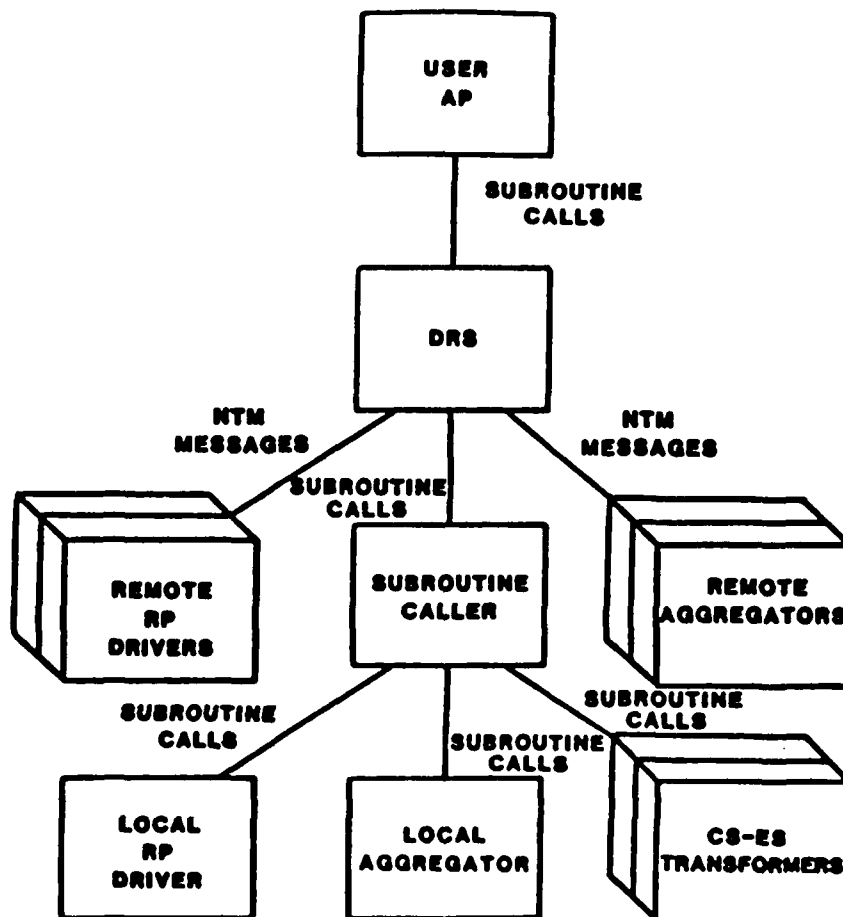 USER
AP
SUBROUTINE
CALLS
DRS
NTM
MESSAGES
SUBROUTINE
CALLS
NTM
MESSAGES
REMOTE
RP
DRIVERS
SUBROUTINE
CALLER
REMOTE
AGGREGATORS
SUBROUTINE
CALLS
SUBROUTINE
CALLS
SUBROUTINE
CALLS
LOCAL
RP
DRIVER
LOCAL
AGGREGATOR
CS-ES
TRANSFORMERS